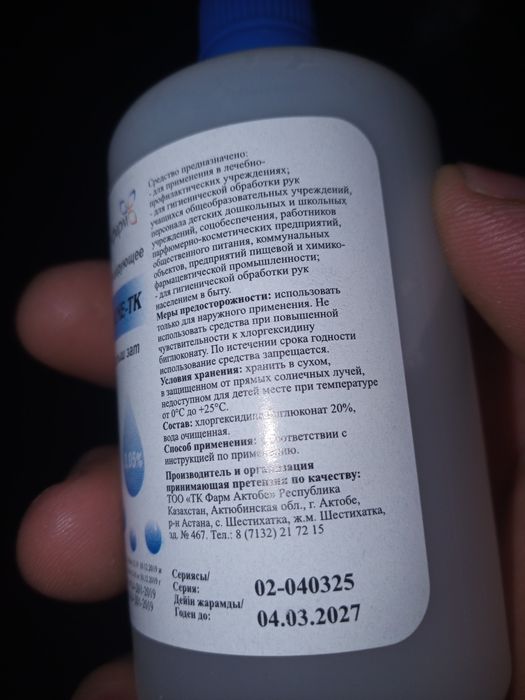 Средство предназначено:
- для применения в лечебно-
профилактических учреждениях;
- для гигиенической обработки рук
учащихся общеобразовательных учреждений,
персонала детских дошкольных и школьных
учреждений, соцобеспечения, работников
парфюмерно-косметических предприятий,
общественного питания, коммунальных
объектов, предприятий пищевой и химико-
фармацевтической промышленности;
- для гигиенической обработки рук
населением в быту.
Меры предосторожности: использовать
только для наружного применения. Не
использовать средства при повышенной
чувствительности к хлоргексидину
биглюконату. По истечении срока годности
использование средства запрещается.
Условия хранения: хранить в сухом,
в защищенном от прямых солнечных лучей,
недоступном для детей месте при температуре
от 0°С до +25°С.
Состав: хлоргексидина биглюконат 20%,
вода очищенная.
Способ применения: в соответствии с
инструкцией по применению.
Производитель и организация
принимающая претензии по качеству:
ТОО «ТК Фарм Актобе» Республика
Казахстан, Актюбинская обл., г. Актобе,
р-н Астана, с. Шестихатка, ж.м. Шестихатка,
зд. № 467. Тел.: 8 (7132) 21 72 15
Сериясы/
Серия: 02-040325
Дейін жарамды/
Годен до: 04.03.2027
-ТК
зат
0,05%